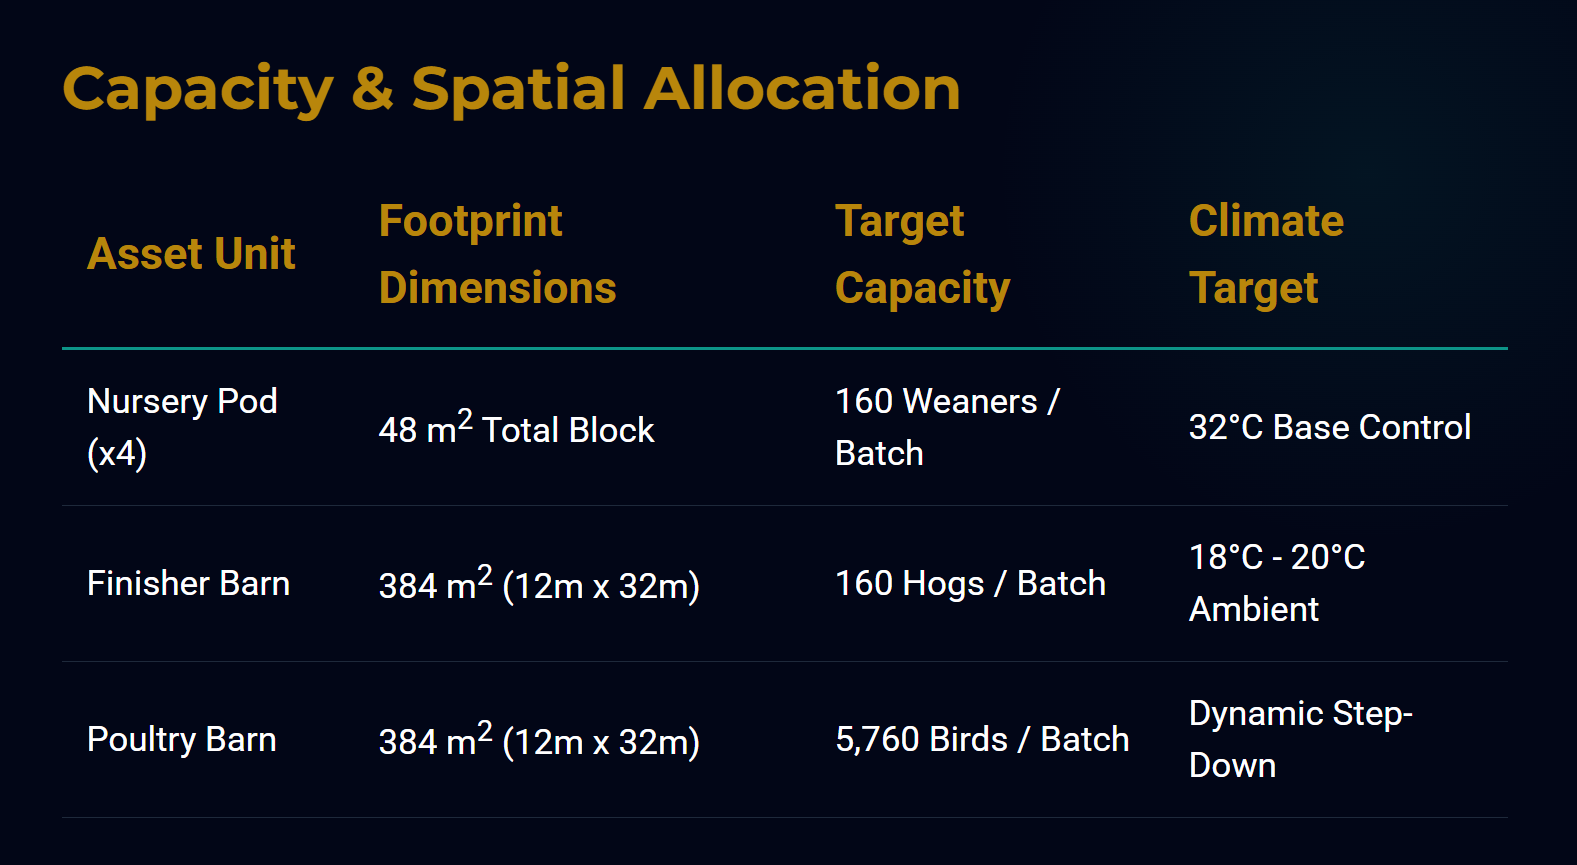 Capacity & Spatial Allocation
Asset Unit
Footprint
Dimensions
Target
Capacity
Climate
Target
Nursery Pod
(x4)
48 m² Total Block
160 Weaners /
Batch
32°C Base Control
Finisher Barn
384 m² (12m x 32m)
160 Hogs / Batch
18°C - 20°C
Ambient
Poultry Barn
384 m² (12m x 32m)
5,760 Birds / Batch
Dynamic Step-
Down